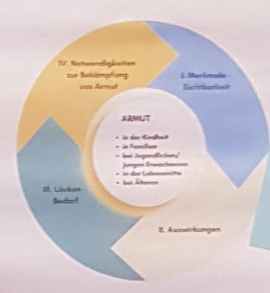 IV. Notwendigkeiten
zur Bekämpfung
von Armut
I. Merkmale-
Sichtbarkeit
ARMUT
• in der Kindheit
• in Familien
• bei Jugendlichen/
jungen Erwachsenen
• in der Lebensmitte
• bei Älteren
III. Lücken-
Bedarf
II. Auswirkungen